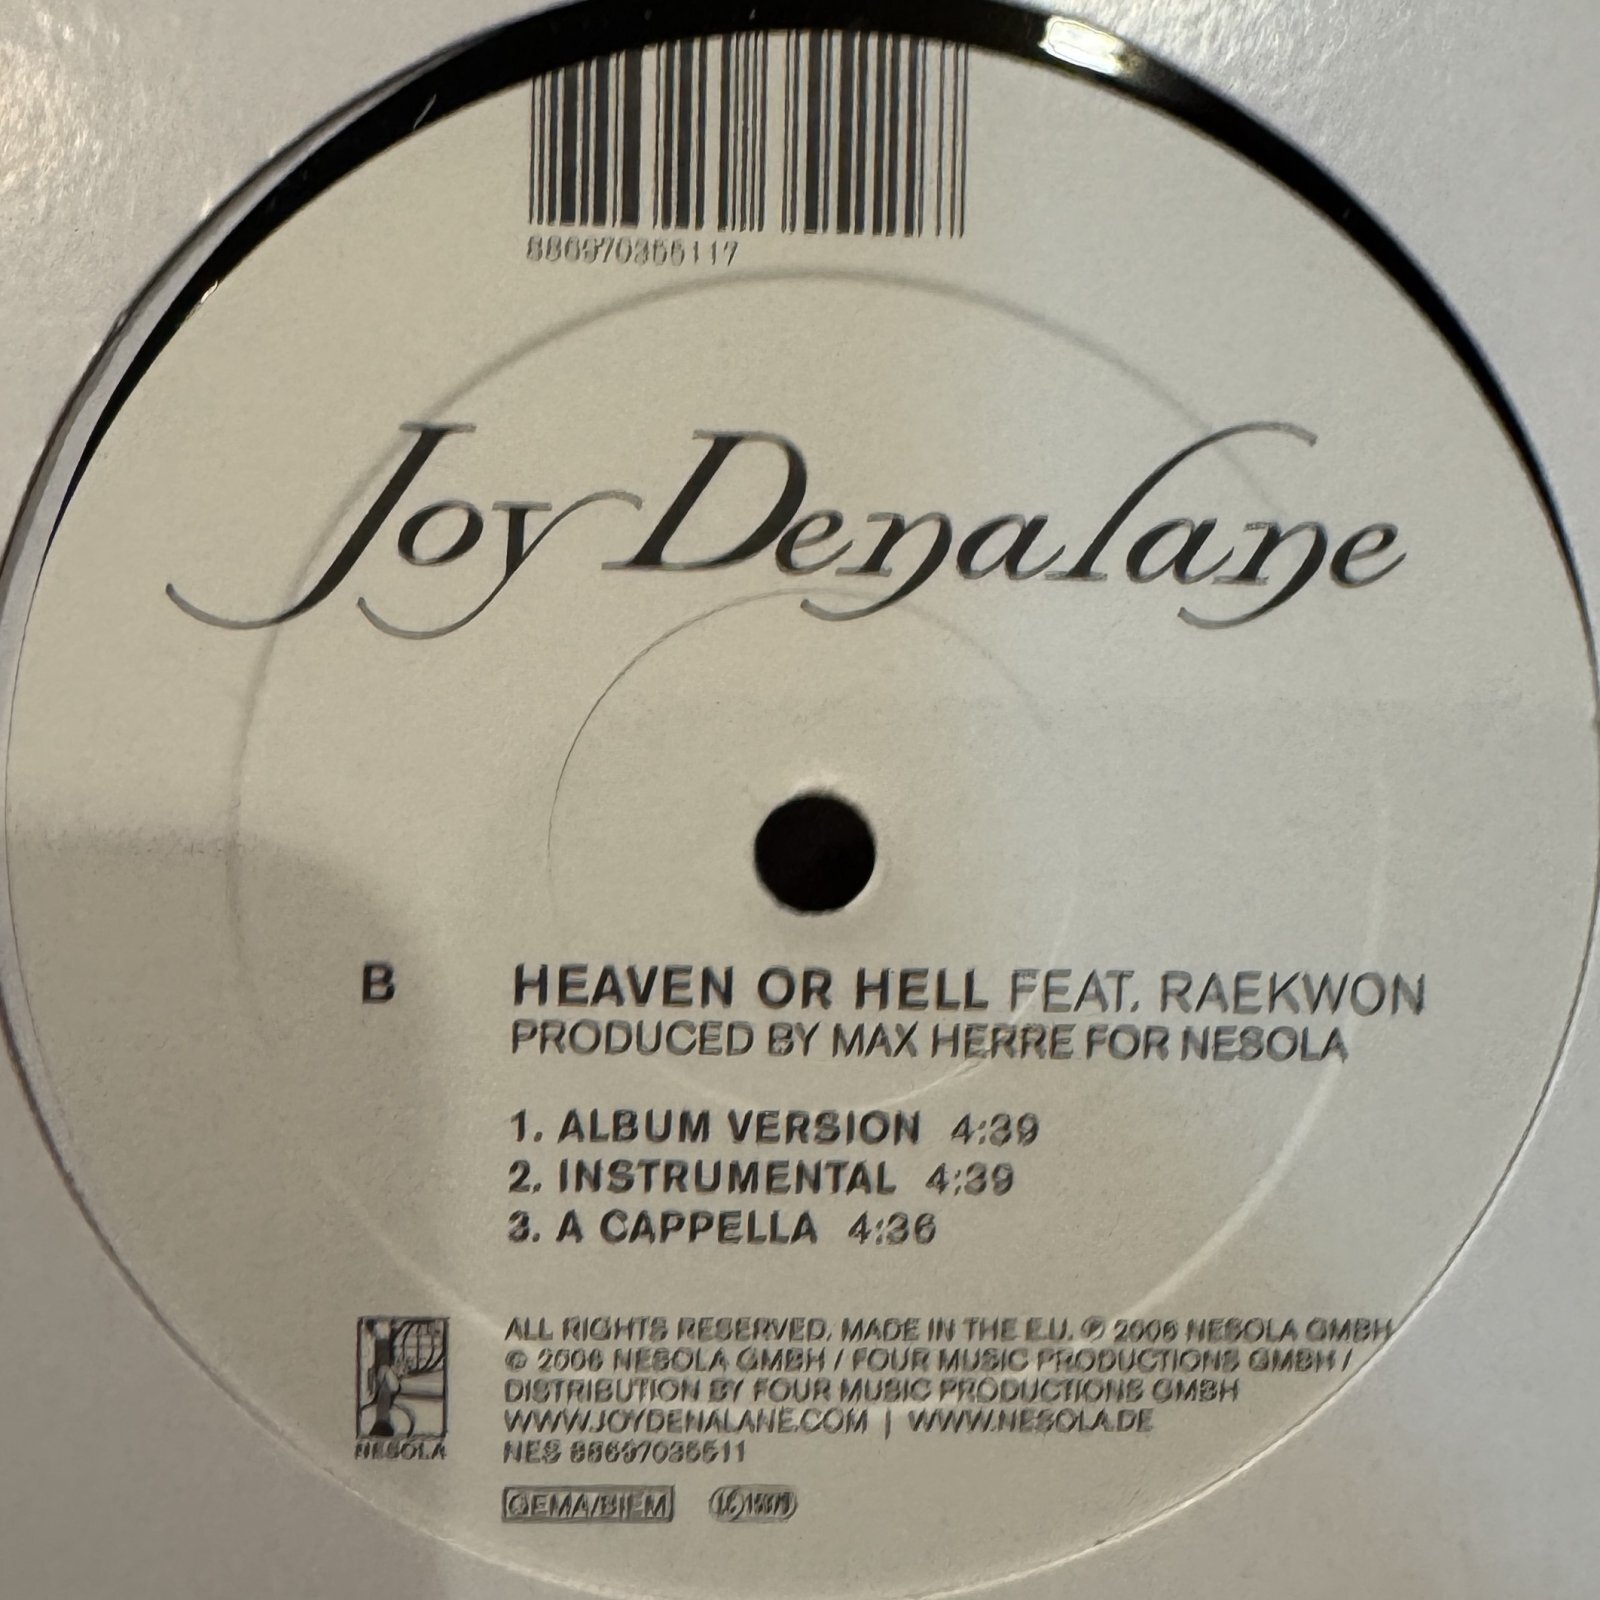 886970355117
Joy Denalane
B
HEAVEN OR HELL FEAT. RAEKWON
PRODUCED BY MAX HERRE FOR NESOLA
1. ALBUM VERSION 4:39
2. INSTRUMENTAL 4:39
3. A CAPPELLA 4:36
NESOLA
ALL RIGHTS RESERVED. MADE IN THE E.U. ℗ 2006 NESOLA GMBH
© 2006 NESOLA GMBH / FOUR MUSIC PRODUCTIONS GMBH /
DISTRIBUTION BY FOUR MUSIC PRODUCTIONS GMBH
WWW.JOYDENALANE.COM | WWW.NESOLA.DE
NES 88697035511
GEMA/BIEM
LC